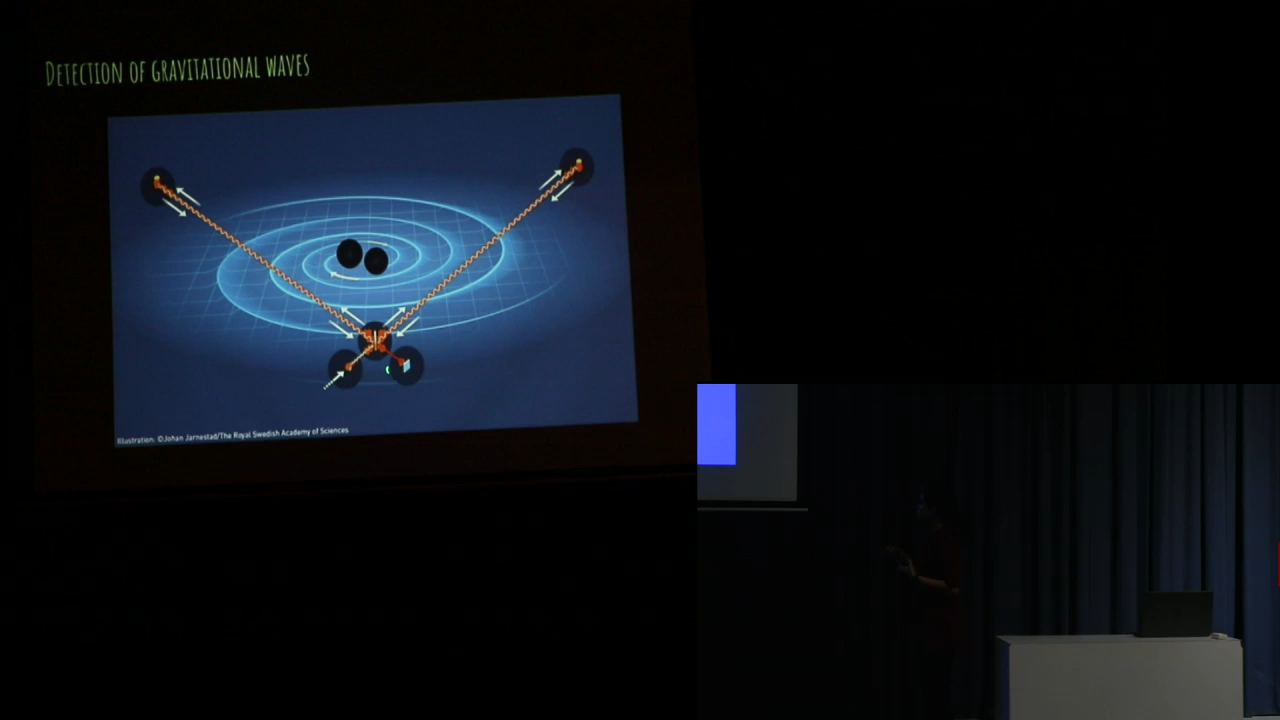 DETECTION OF GRAVITATIONAL WAVES
Illustration: ©Johan Jarnestad/The Royal Swedish Academy of Sciences